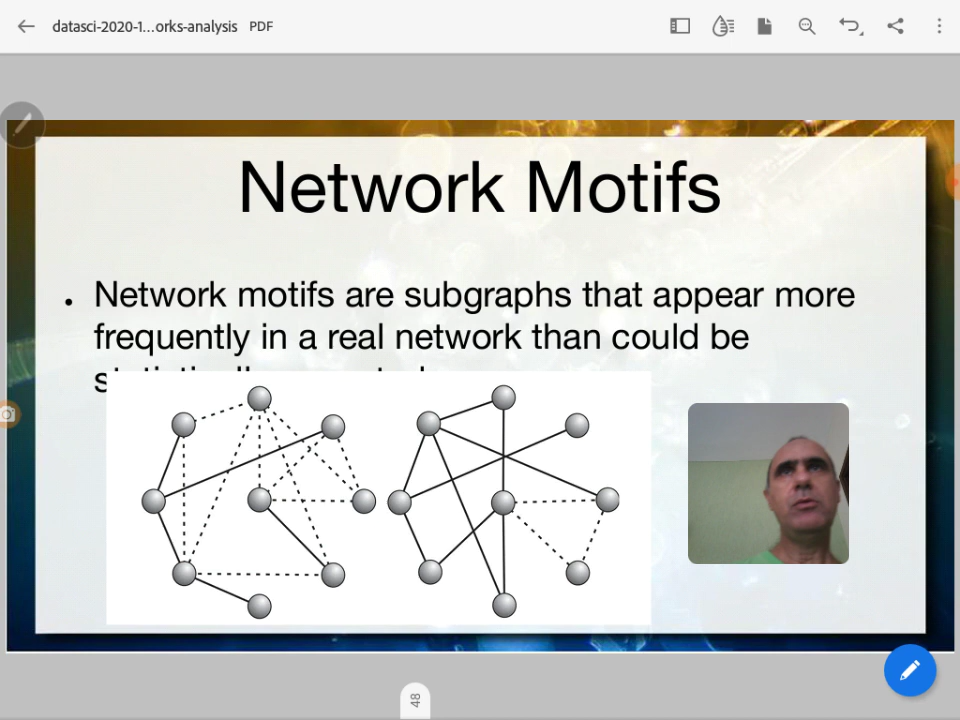 datasci-2020-1...orks-analysis PDF
Network Motifs
• Network motifs are subgraphs that appear more
frequently in a real network than could be
48